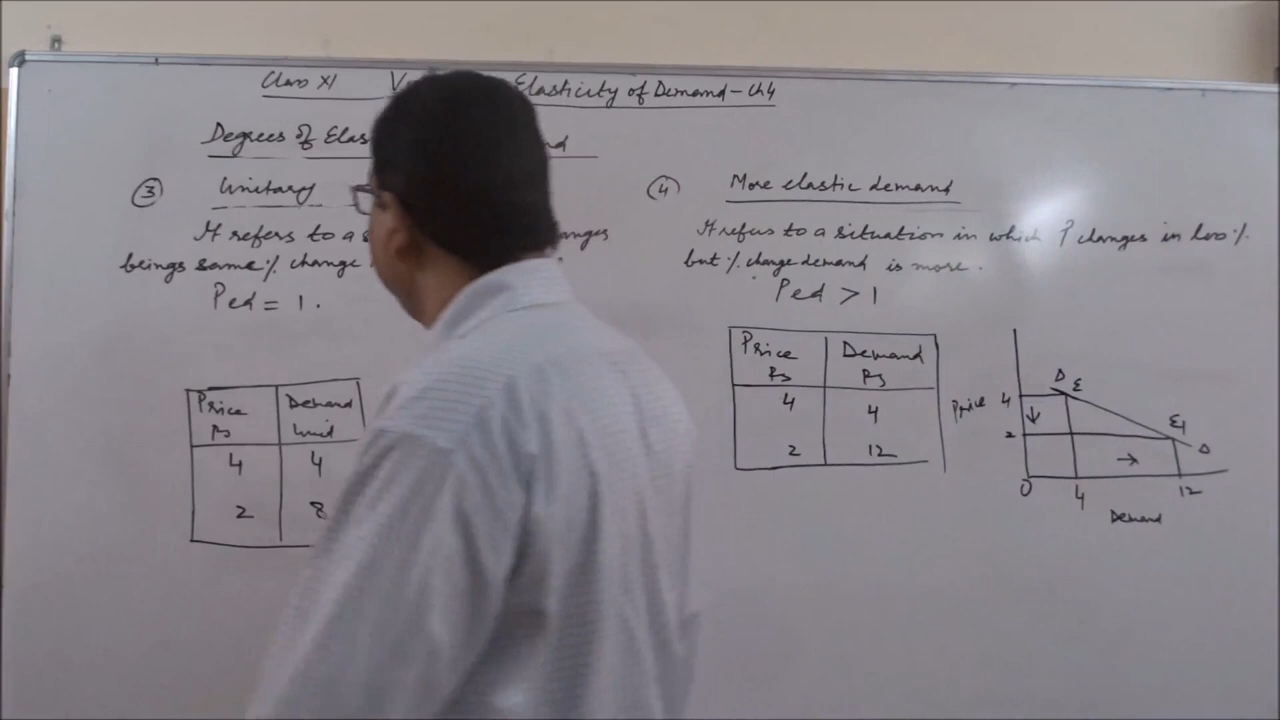 Class XI Elasticity of Demand - Ch4
Degrees of Elas
③ Unitary
It refers to a s anges
beings same % change
Ped = 1.
Price Demand
Rs Unit
4 4
2 8
④ More elastic demand
It refers to a situation in which P changes in less %
but % change demand is more.
Ped > 1
Price Demand
Rs Rs
4 4
2 12
Price
D E
4 ↓
2 E1
D
→
0 4 12
Demand